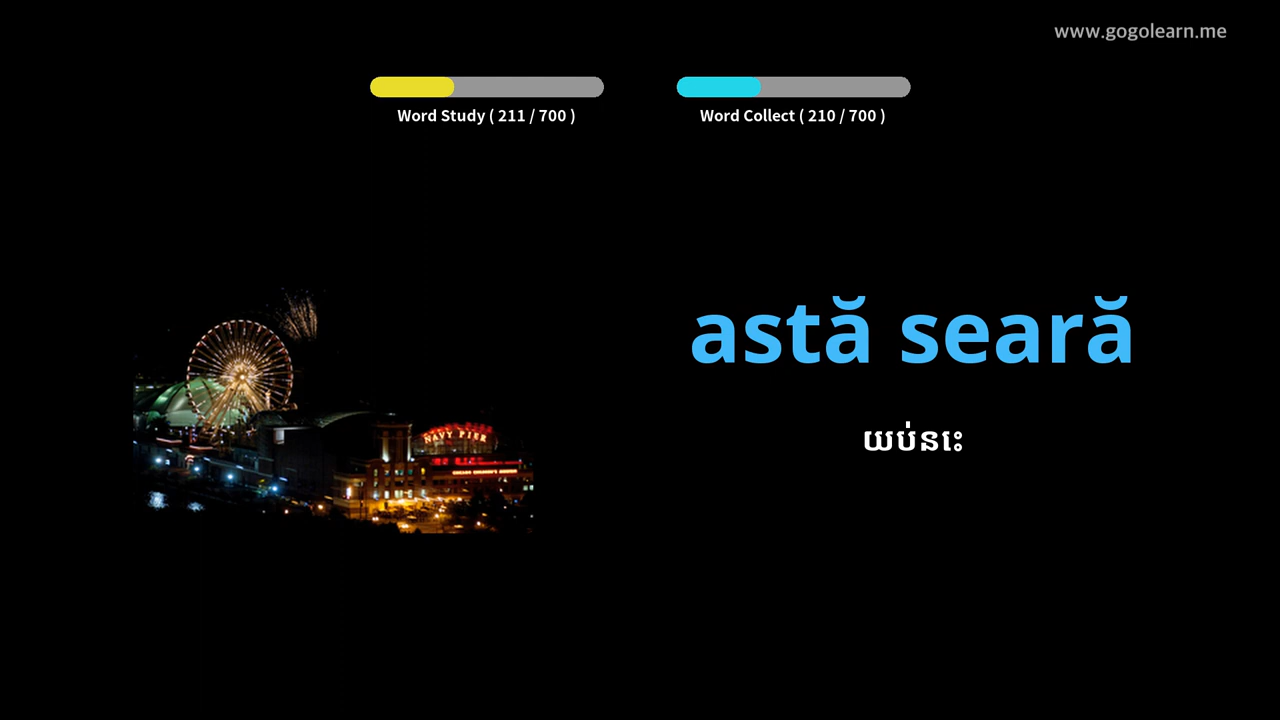 www.gogolearn.me
Word Study ( 211 / 700 )
Word Collect ( 210 / 700 )
astă seară
យប់នេះ
NAVY PIER